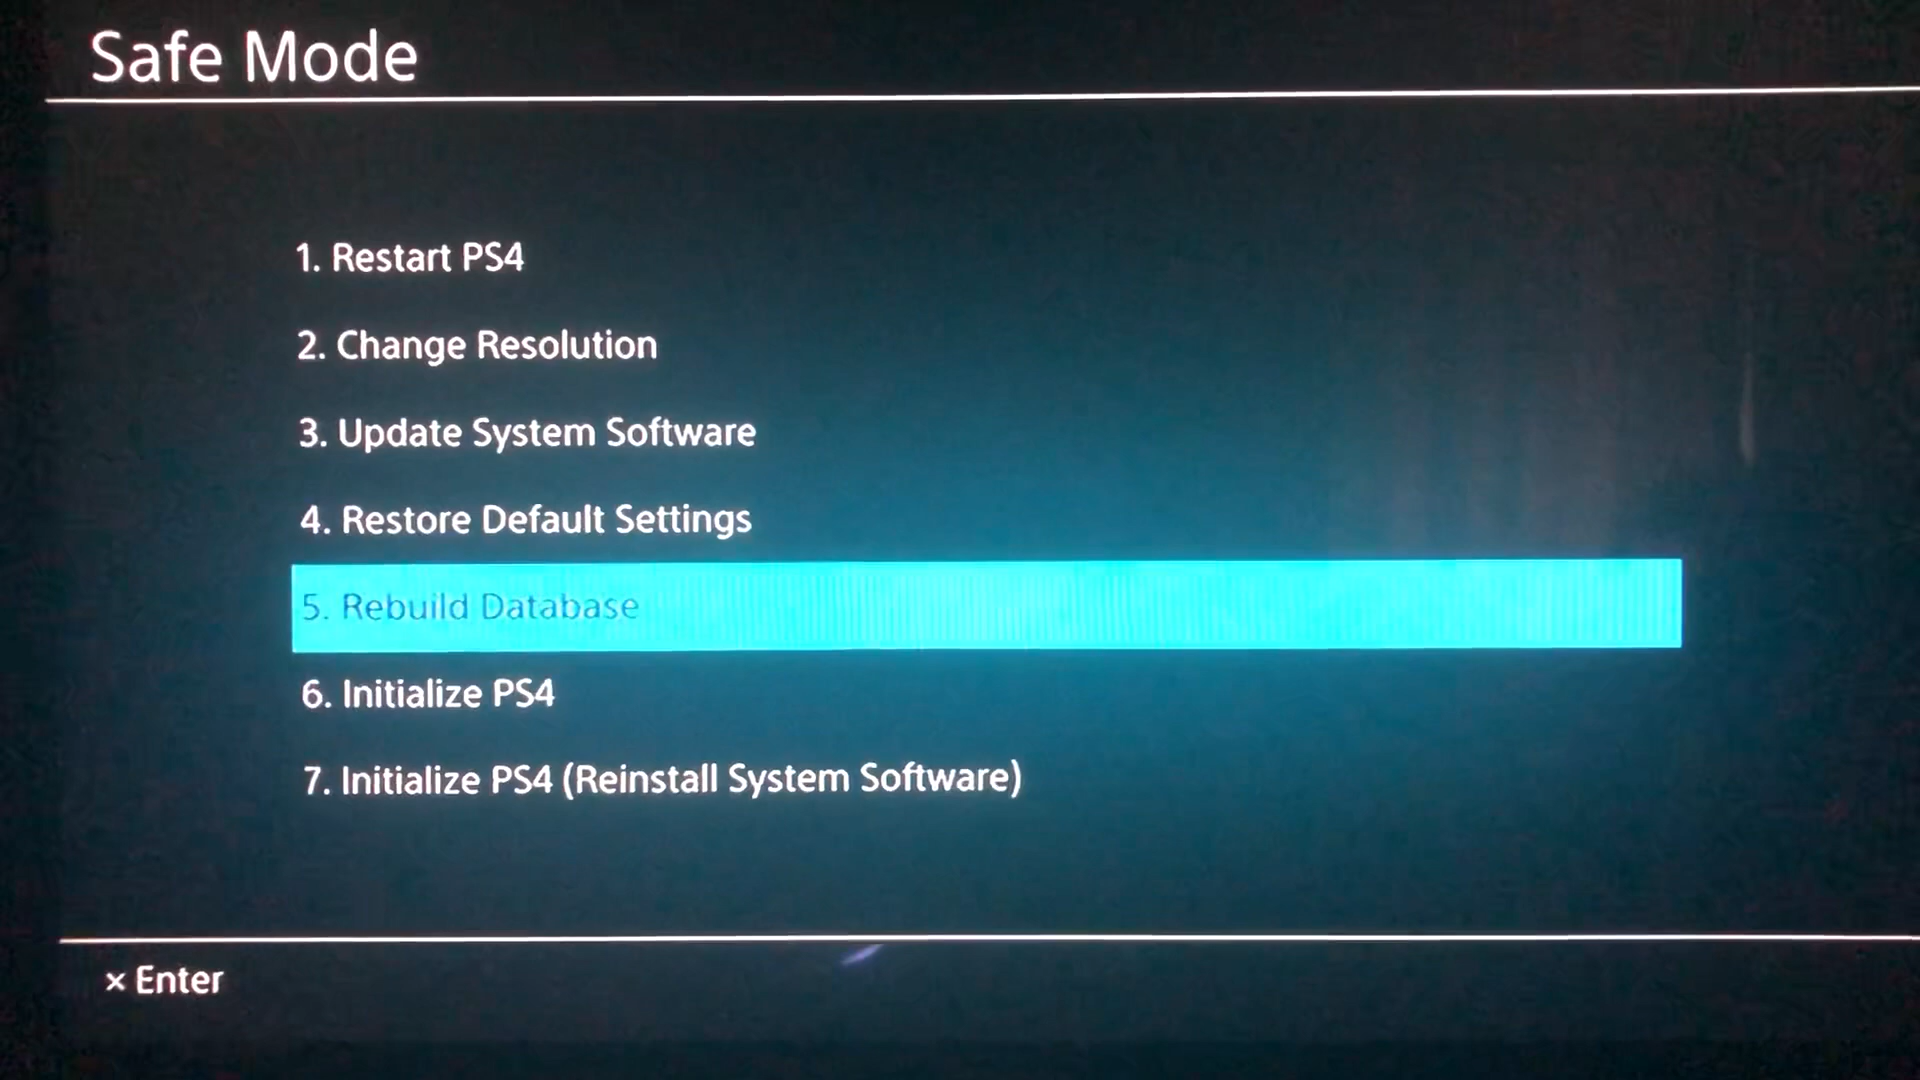 Safe Mode
1. Restart PS4
2. Change Resolution
3. Update System Software
4. Restore Default Settings
5. Rebuild Database
6. Initialize PS4
7. Initialize PS4 (Reinstall System Software)
× Enter